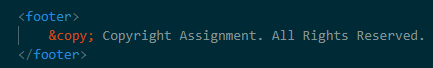 <footer>
    &copy; Copyright Assignment. All Rights Reserved.
</footer>